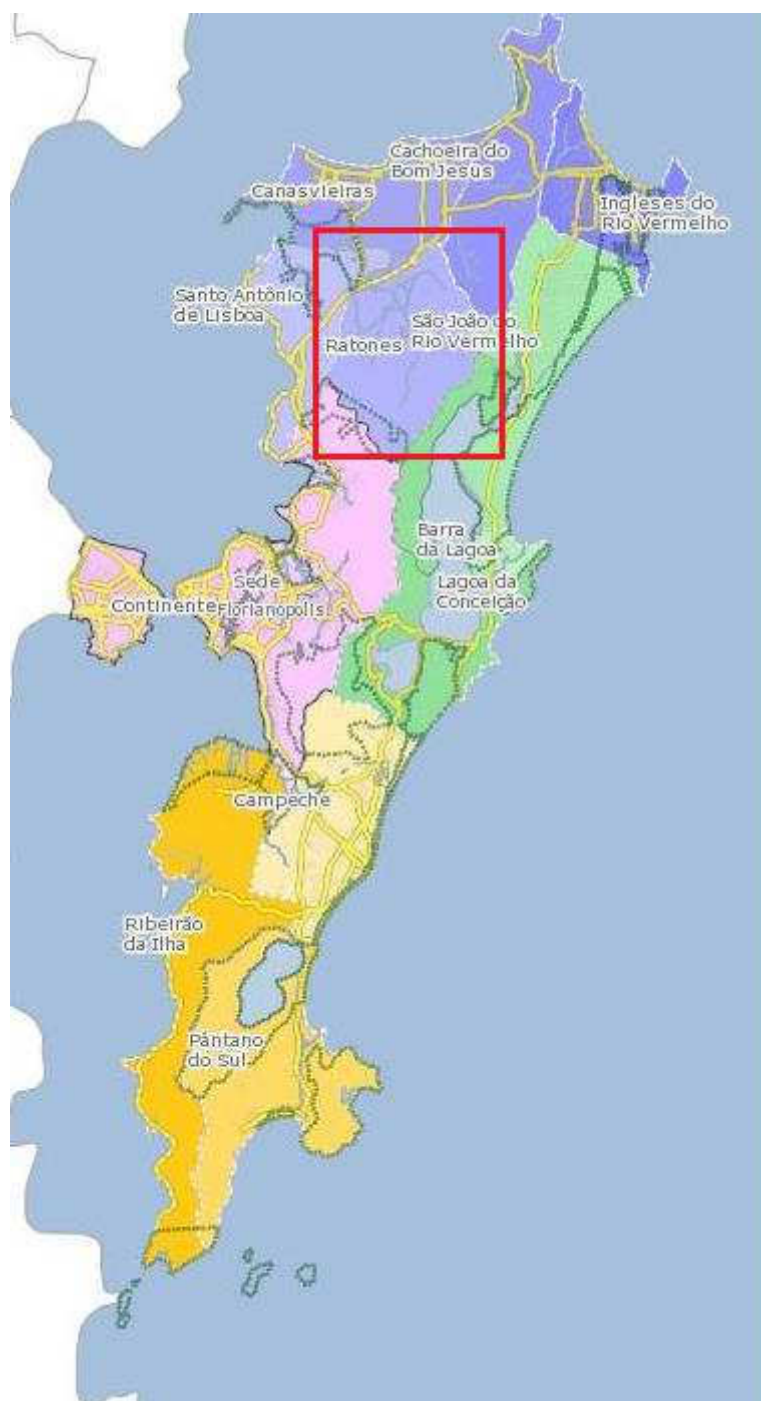 Cachoeira do
Bom Jesus
Canasvieiras
Ingleses do
Rio Vermelho
Santo Antônio
de Lisboa
São João do
Rio Vermelho
Ratones
Barra
da Lagoa
Lagoa da
Conceição
Sede
Continente
Florianopolis
Campeche
Ribeirão
da Ilha
Pântano
do Sul